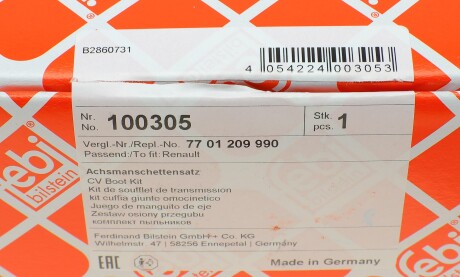 B2860731
4 054224 003053
Nr.
No. 100305
Stk.
pcs. 1
Vergl.-Nr./Repl.-No. 77 01 209 990
Passend/To fit: Renault
Achsmanschettensatz
CV Boot Kit
Kit de soufflet de transmission
kit cuffia giunto omocinetico
Juego de manguito de eje
Zestaw osiony przegubu
комплект пыльников
Ferdinand Bilstein GmbH + Co. KG
Wilhelmstr. 47 | 58256 Ennepetal | Germany
EAC
Made in Germany
febi
bilstein
febi